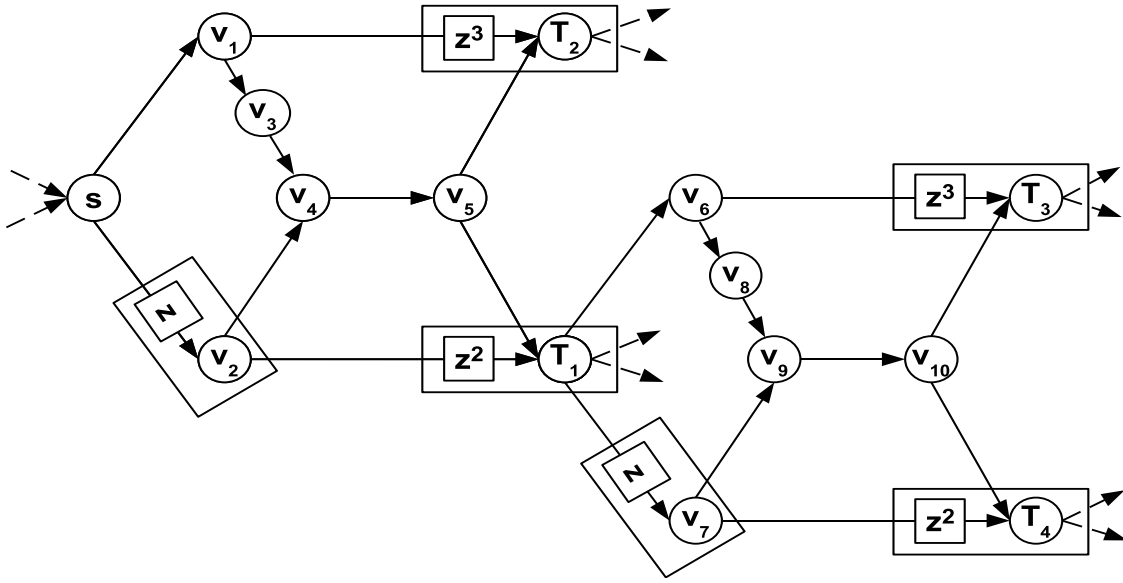 v₁ z³ T₂
v₃
s v₄ v₅ v₆ z³ T₃
v₈
z
v₂ z² T₁ v₉ v₁₀
z
v₇ z² T₄